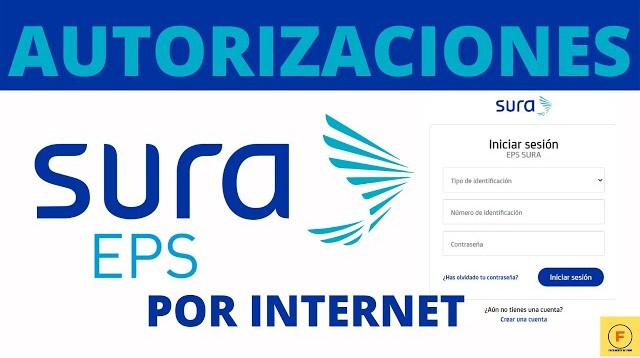 AUTORIZACIONES
sura
EPS
POR INTERNET
sura
Iniciar sesión
EPS SURA
Tipo de identificación
Número de identificación
Contraseña
¿Has olvidado tu contraseña?
Iniciar sesión
¿Aún no tienes una cuenta?
Crear una cuenta
F